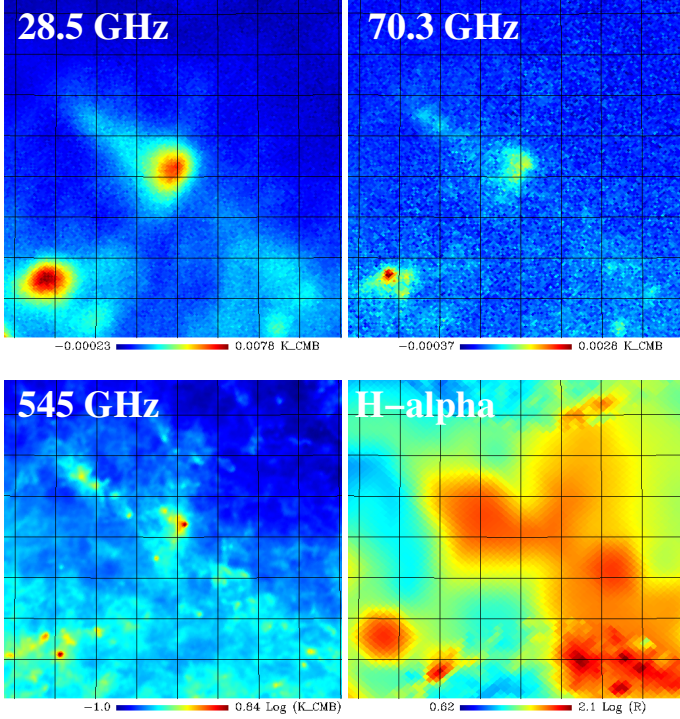 28.5 GHz
70.3 GHz
−0.00023 0.0078 K_CMB
−0.00037 0.0028 K_CMB
545 GHz
H−alpha
−1.0 0.84 Log (K_CMB)
0.62 2.1 Log (R)